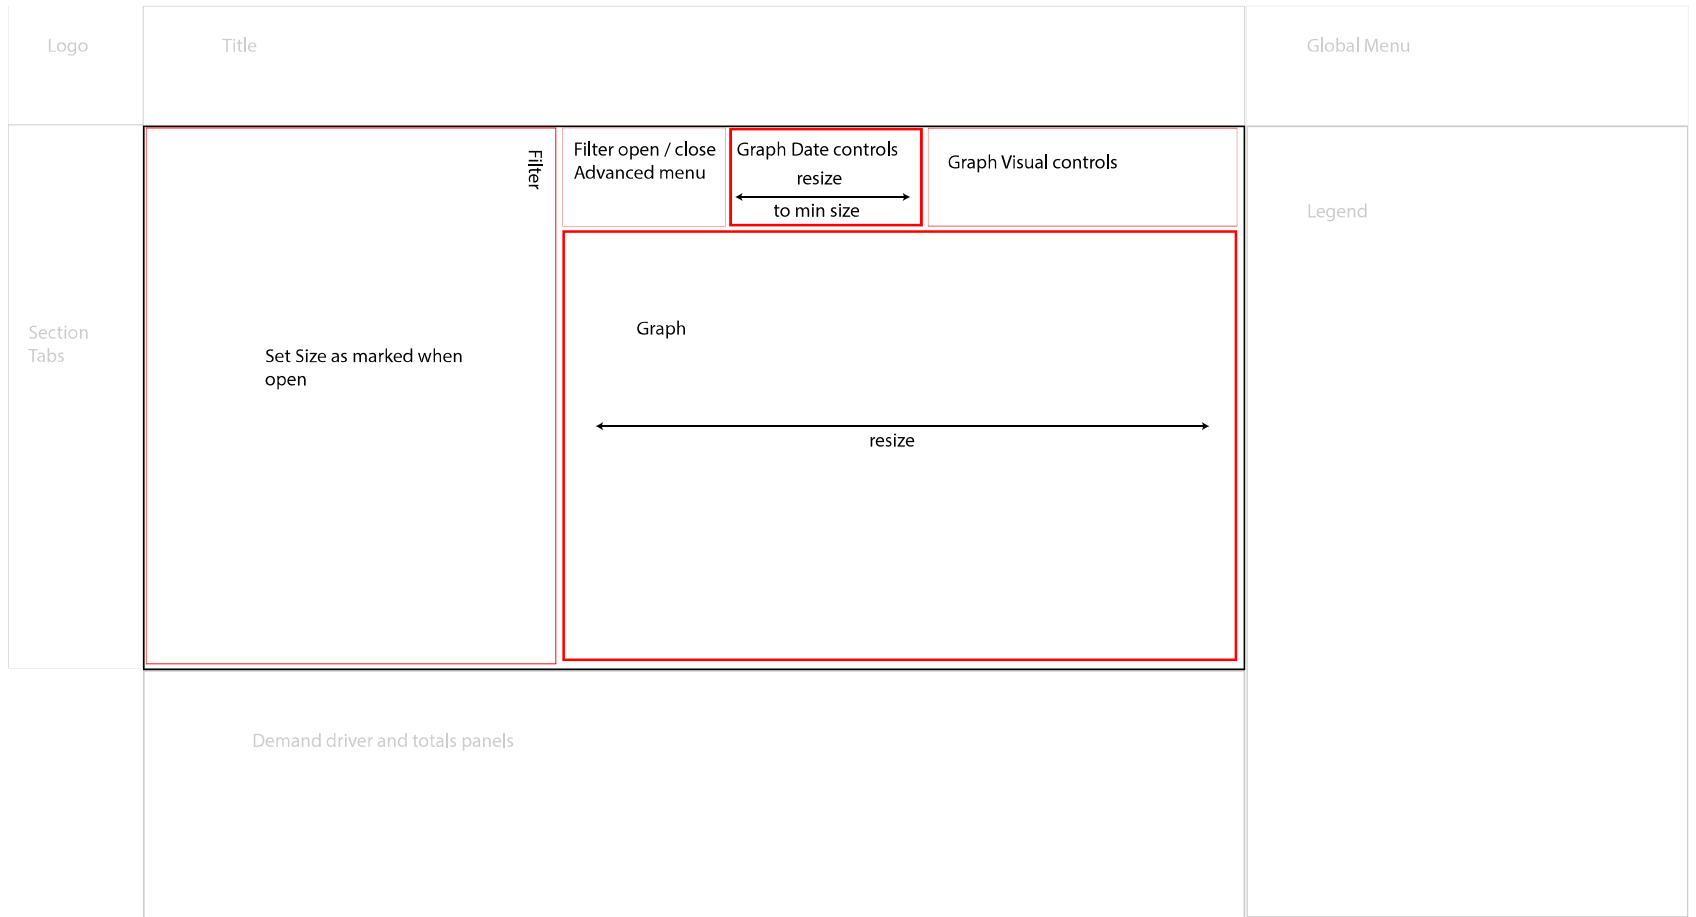 Logo
Title
Global Menu
Filter
Filter open / close
Advanced menu
Graph Date controls
resize
to min size
Graph Visual controls
Legend
Section
Tabs
Set Size as marked when
open
Graph
resize
Demand driver and totals panels